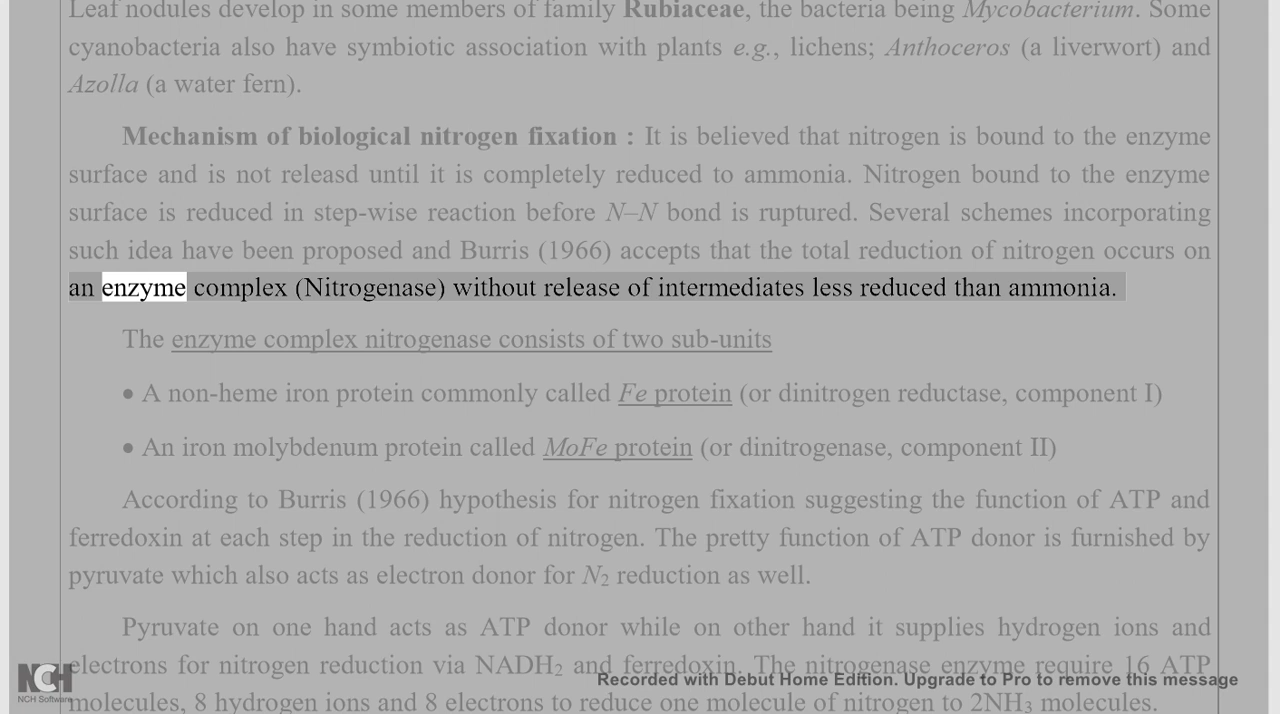 Leaf nodules develop in some members of family Rubiaceae, the bacteria being Mycobacterium. Some
cyanobacteria also have symbiotic association with plants e.g., lichens; Anthoceros (a liverwort) and
Azolla (a water fern).
Mechanism of biological nitrogen fixation : It is believed that nitrogen is bound to the enzyme
surface and is not releasd until it is completely reduced to ammonia. Nitrogen bound to the enzyme
surface is reduced in step-wise reaction before N–N bond is ruptured. Several schemes incorporating
such idea have been proposed and Burris (1966) accepts that the total reduction of nitrogen occurs on
an enzyme complex (Nitrogenase) without release of intermediates less reduced than ammonia.
The enzyme complex nitrogenase consists of two sub-units
• A non-heme iron protein commonly called Fe protein (or dinitrogen reductase, component I)
• An iron molybdenum protein called MoFe protein (or dinitrogenase, component II)
According to Burris (1966) hypothesis for nitrogen fixation suggesting the function of ATP and
ferredoxin at each step in the reduction of nitrogen. The pretty function of ATP donor is furnished by
pyruvate which also acts as electron donor for N₂ reduction as well.
Pyruvate on one hand acts as ATP donor while on other hand it supplies hydrogen ions and
electrons for nitrogen reduction via NADH₂ and ferredoxin. The nitrogenase enzyme require 16 ATP
molecules, 8 hydrogen ions and 8 electrons to reduce one molecule of nitrogen to 2NH₃ molecules.
NCH
NCH Software
Recorded with Debut Home Edition. Upgrade to Pro to remove this message